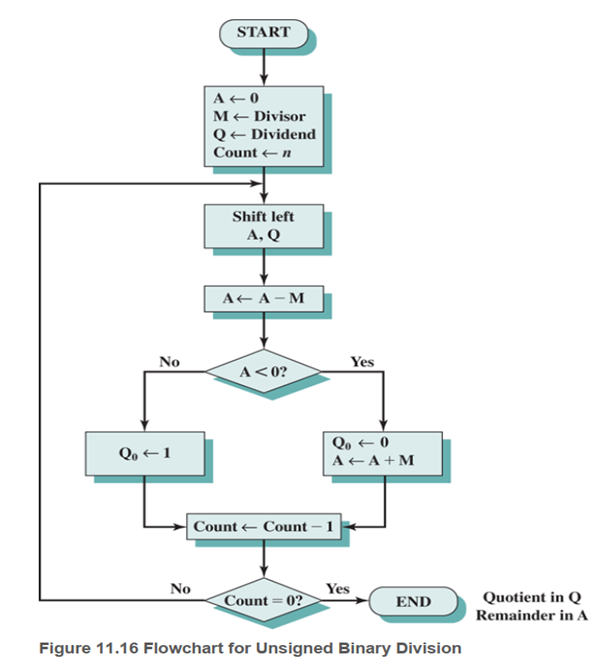 START
A ← 0
M ← Divisor
Q ← Dividend
Count ← n
Shift left
A, Q
A ← A − M
No
A < 0?
Yes
Q₀ ← 1
Q₀ ← 0
A ← A + M
Count ← Count − 1
No
Count = 0?
Yes
END
Quotient in Q
Remainder in A
Figure 11.16 Flowchart for Unsigned Binary Division